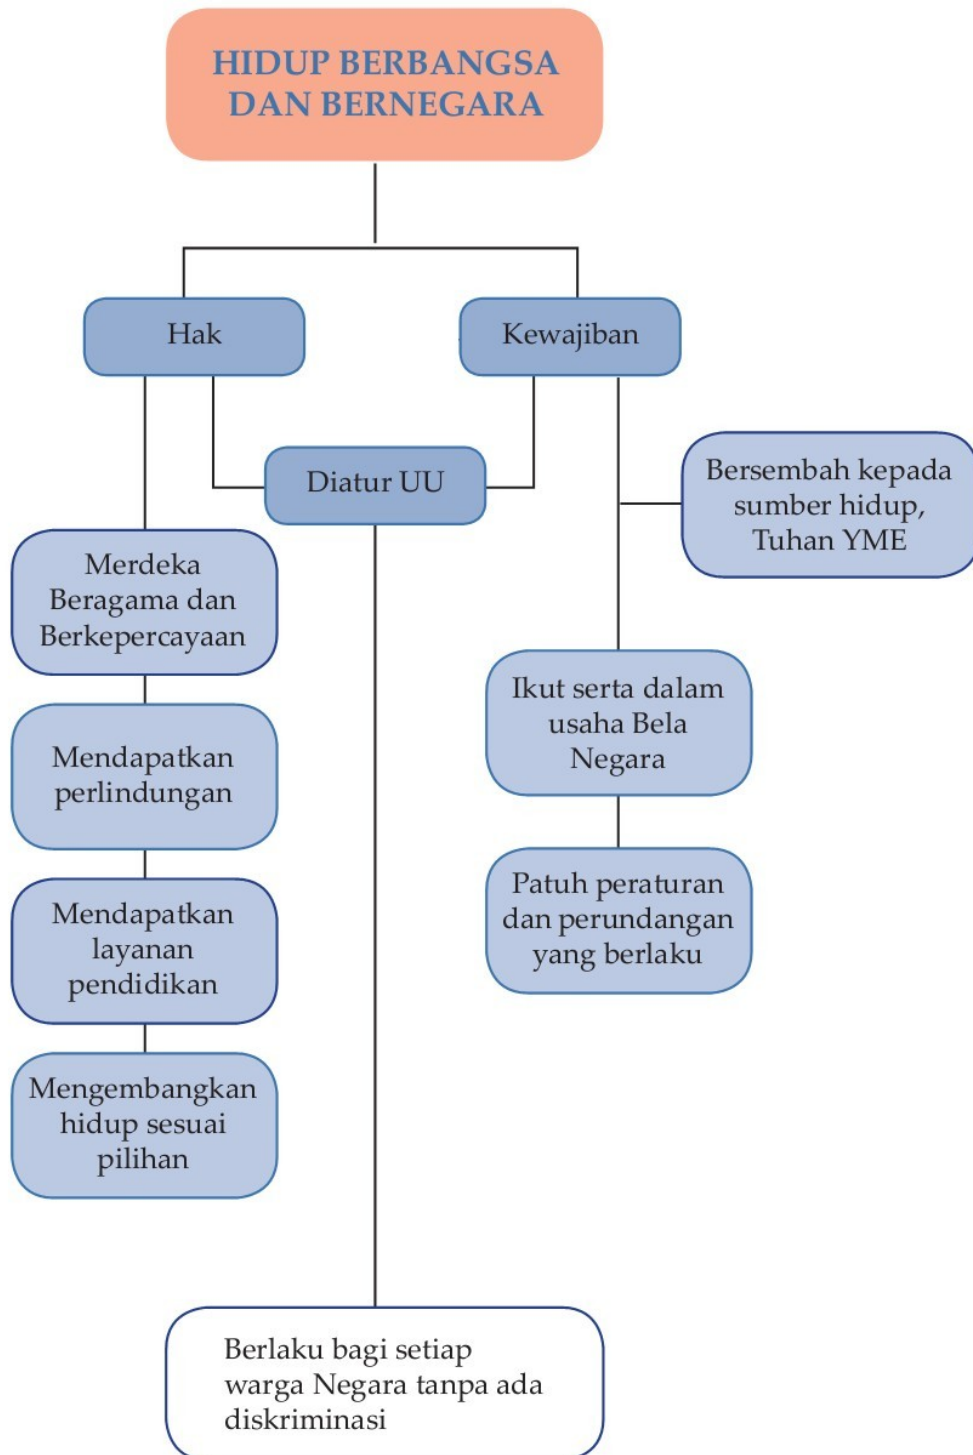 HIDUP BERBANGSA
DAN BERNEGARA
Hak
Kewajiban
Diatur UU
Bersembah kepada
sumber hidup,
Tuhan YME
Merdeka
Beragama dan
Berkepercayaan
Ikut serta dalam
usaha Bela
Negara
Mendapatkan
perlindungan
Patuh peraturan
dan perundangan
yang berlaku
Mendapatkan
layanan
pendidikan
Mengembangkan
hidup sesuai
pilihan
Berlaku bagi setiap
warga Negara tanpa ada
diskriminasi